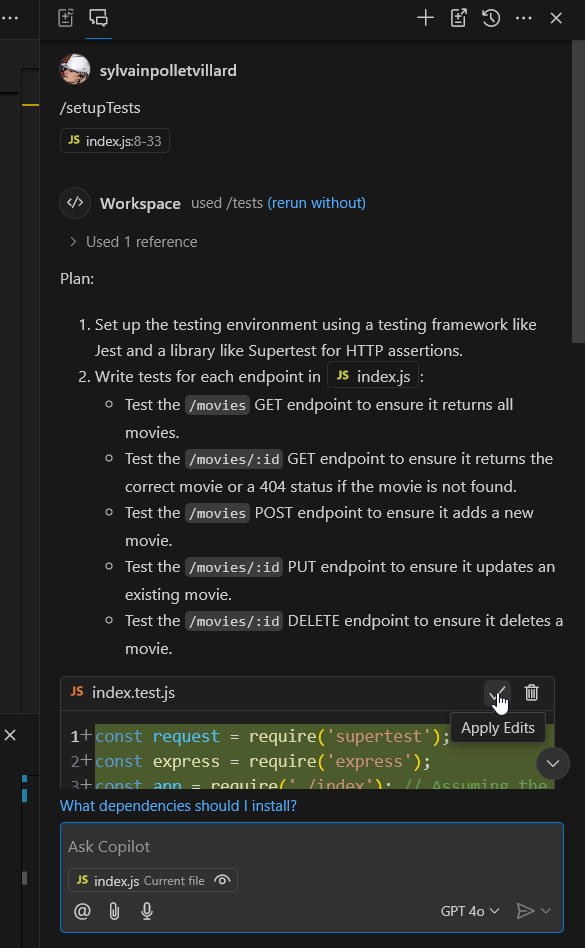 sylvainpolletvillard
/setupTests
JS index.js:8-33
Workspace used /tests (rerun without)
Used 1 reference
Plan:
1. Set up the testing environment using a testing framework like
Jest and a library like Supertest for HTTP assertions.
2. Write tests for each endpoint in JS index.js :
Test the /movies GET endpoint to ensure it returns all
movies.
Test the /movies/:id GET endpoint to ensure it returns the
correct movie or a 404 status if the movie is not found.
Test the /movies POST endpoint to ensure it adds a new
movie.
Test the /movies/:id PUT endpoint to ensure it updates an
existing movie.
Test the /movies/:id DELETE endpoint to ensure it deletes a
movie.
JS index.test.js
Apply Edits
1+const request = require('supertest');
2+const express = require('express');
3+const app = require('./index'); // Assuming the
What dependencies should I install?
Ask Copilot
JS index.js Current file
GPT 4o